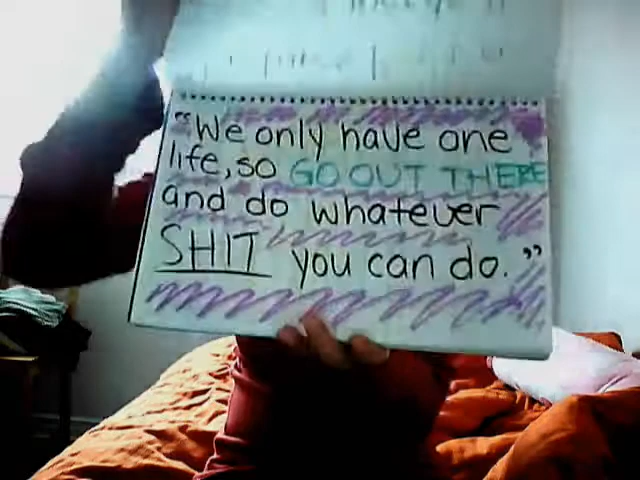 "We only have one
life, so GO OUT THERE
and do whatever
SHIT you can do."